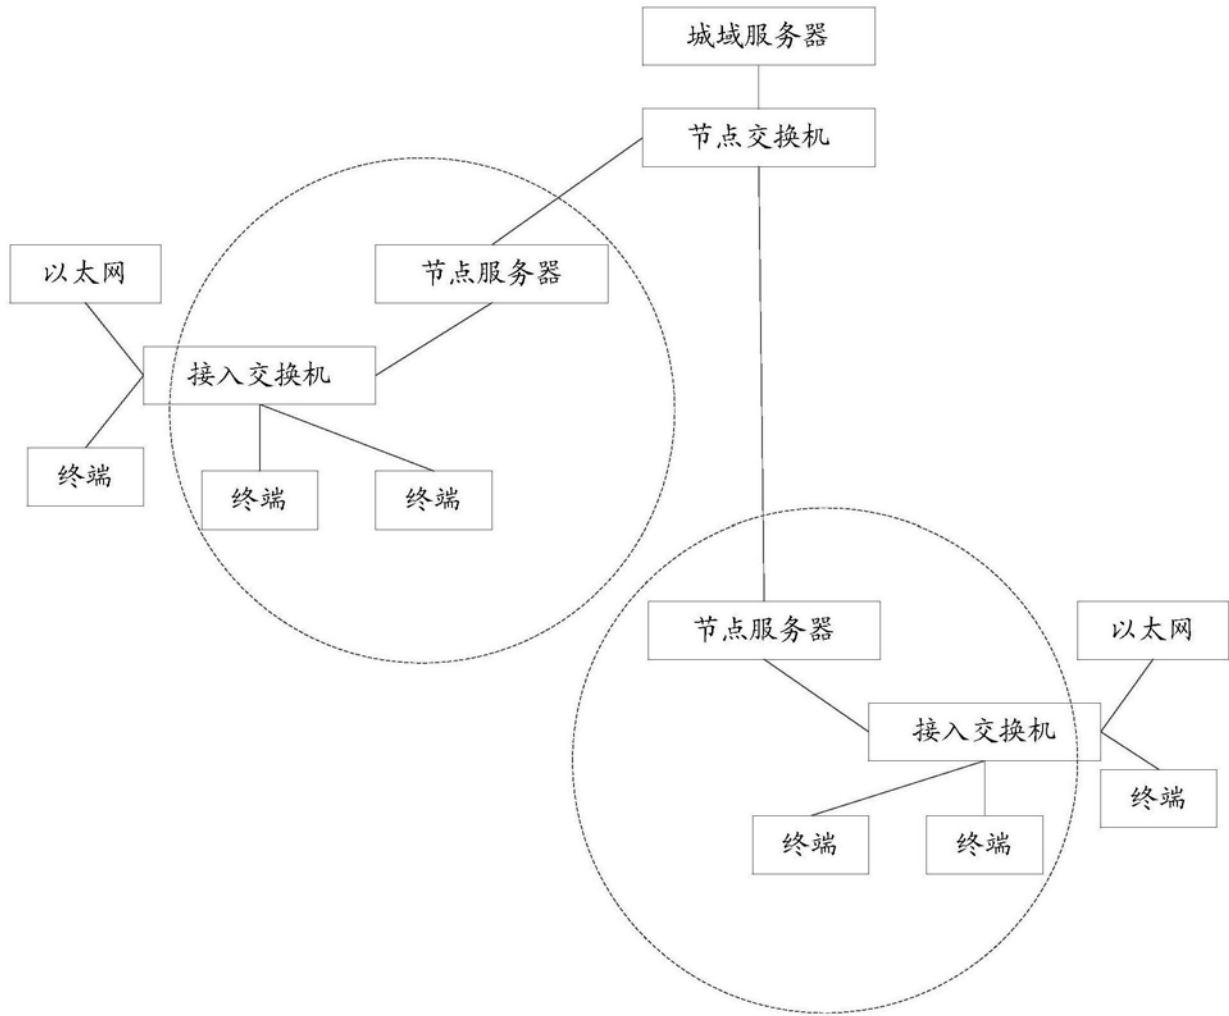 城域服务器
节点交换机
以太网
节点服务器
接入交换机
终端
终端
终端
节点服务器
以太网
接入交换机
终端
终端
终端